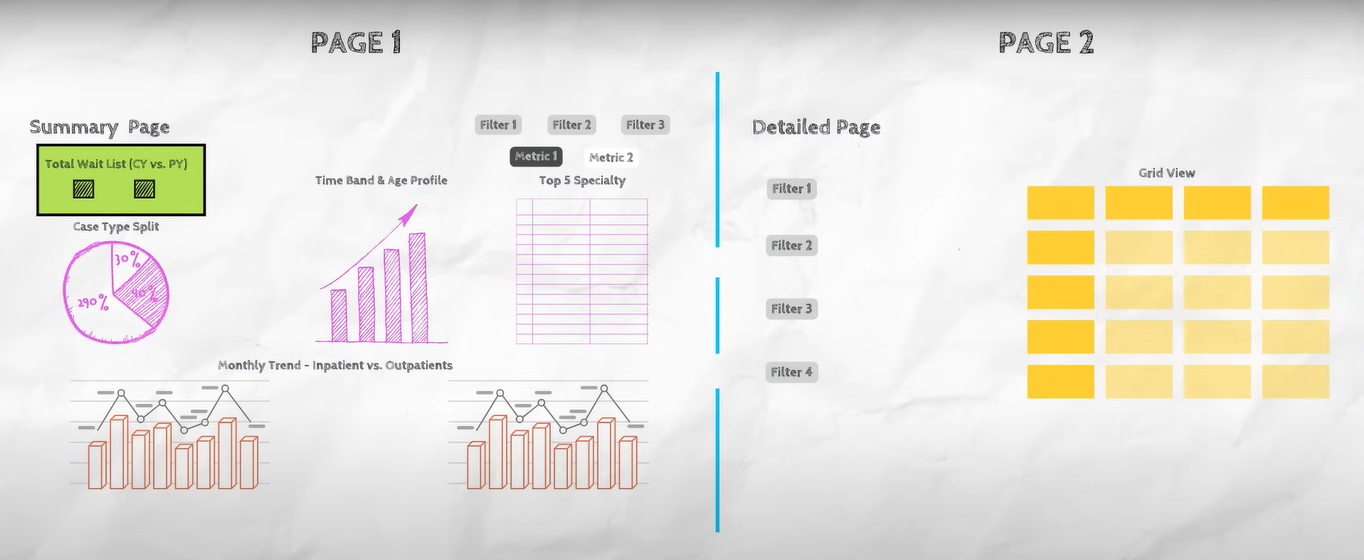 PAGE 1
Summary Page
Filter 1
Filter 2
Filter 3
Metric 1
Metric 2
Total Wait List (CY vs. PY)
Time Band & Age Profile
Top 5 Specialty
Case Type Split
30%
40%
290%
Monthly Trend - Inpatient vs. Outpatients
PAGE 2
Detailed Page
Filter 1
Filter 2
Filter 3
Filter 4
Grid View